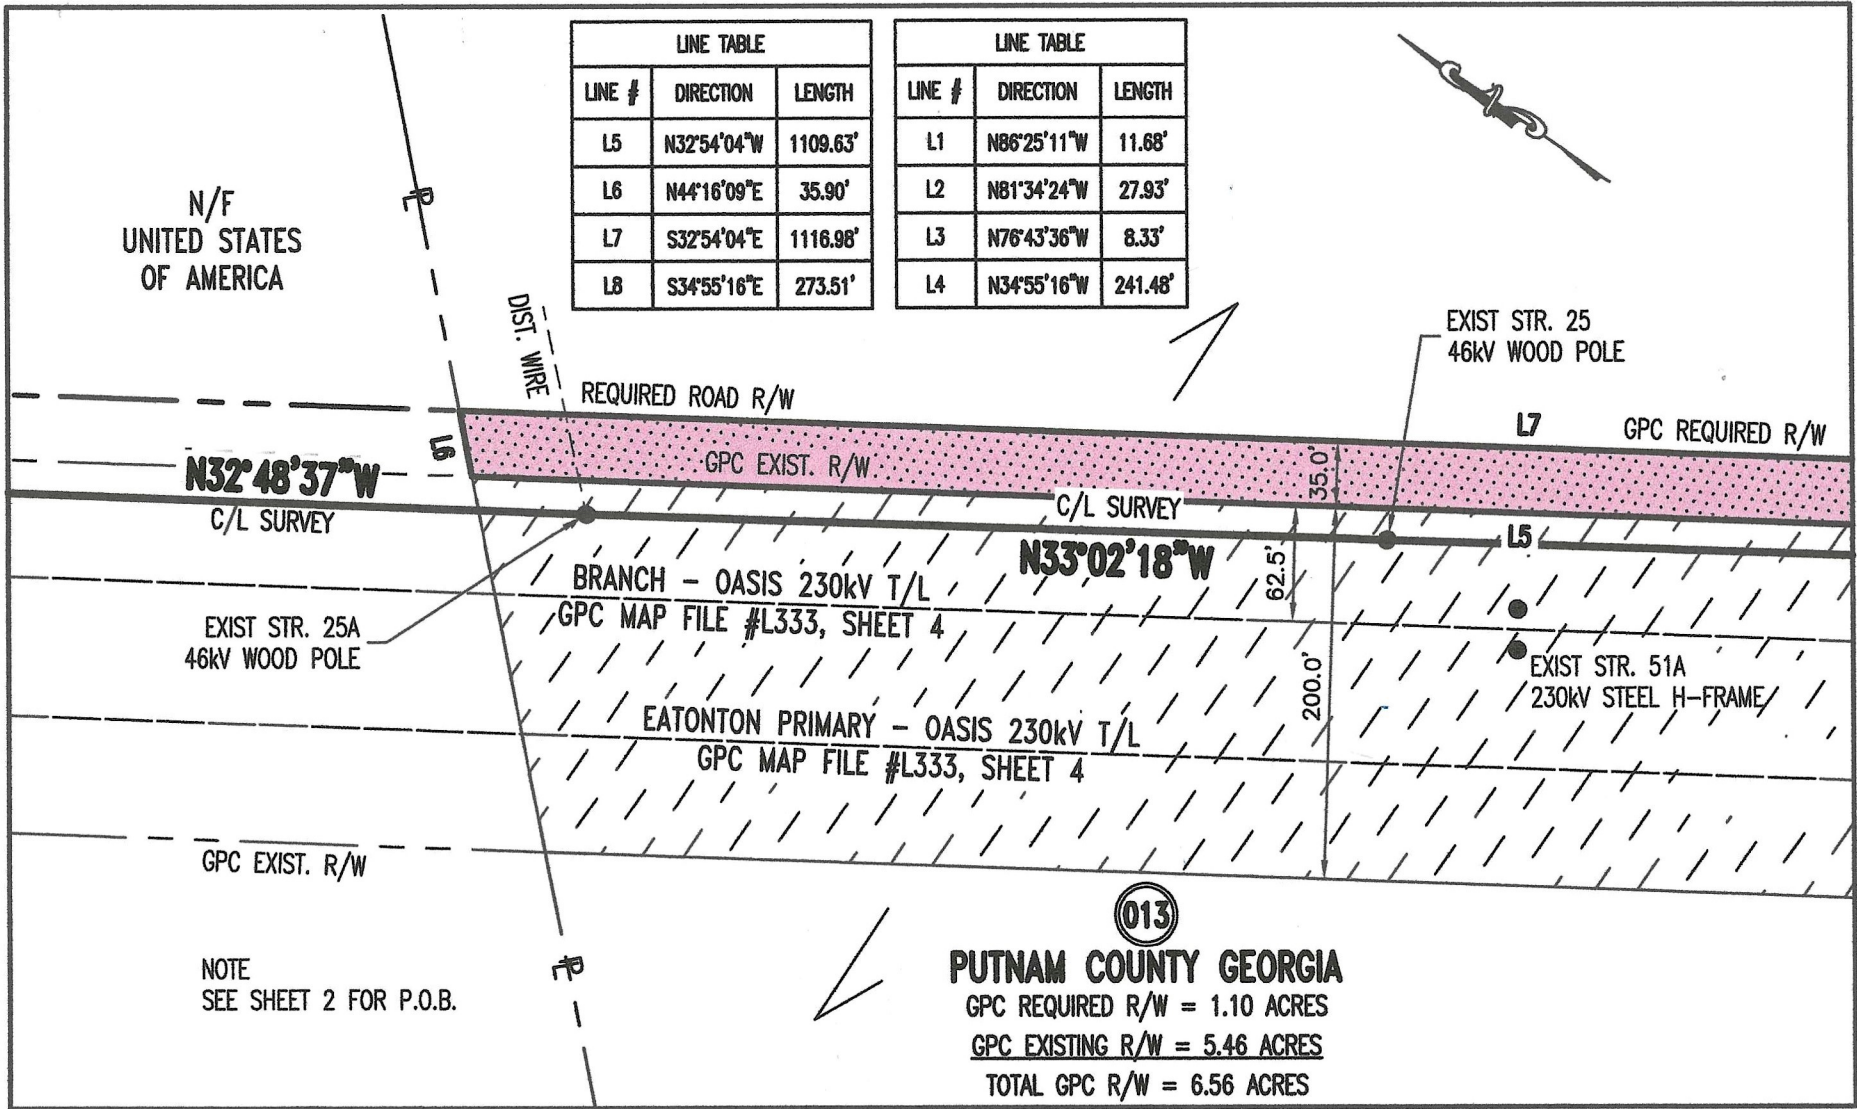 LINE TABLE
LINE # DIRECTION LENGTH
L5 N32°54'04"W 1109.63'
L6 N44°16'09"E 35.90'
L7 S32°54'04"E 1116.98'
L8 S34°55'16"E 273.51'
LINE TABLE
LINE # DIRECTION LENGTH
L1 N86°25'11"W 11.68'
L2 N81°34'24"W 27.93'
L3 N76°43'36"W 8.33'
L4 N34°55'16"W 241.48'
N/F
UNITED STATES
OF AMERICA
PL
DIST. WIRE
EXIST STR. 25
46kV WOOD POLE
REQUIRED ROAD R/W
L7
GPC REQUIRED R/W
L6
GPC EXIST. R/W
35.0'
N32°48'37"W
C/L SURVEY
C/L SURVEY
N33°02'18"W
L5
62.5'
BRANCH - OASIS 230kV T/L
GPC MAP FILE #L333, SHEET 4
EXIST STR. 25A
46kV WOOD POLE
200.0'
EXIST STR. 51A
230kV STEEL H-FRAME
EATONTON PRIMARY - OASIS 230kV T/L
GPC MAP FILE #L333, SHEET 4
GPC EXIST. R/W
PL
NOTE
SEE SHEET 2 FOR P.O.B.
013
PUTNAM COUNTY GEORGIA
GPC REQUIRED R/W = 1.10 ACRES
GPC EXISTING R/W = 5.46 ACRES
TOTAL GPC R/W = 6.56 ACRES